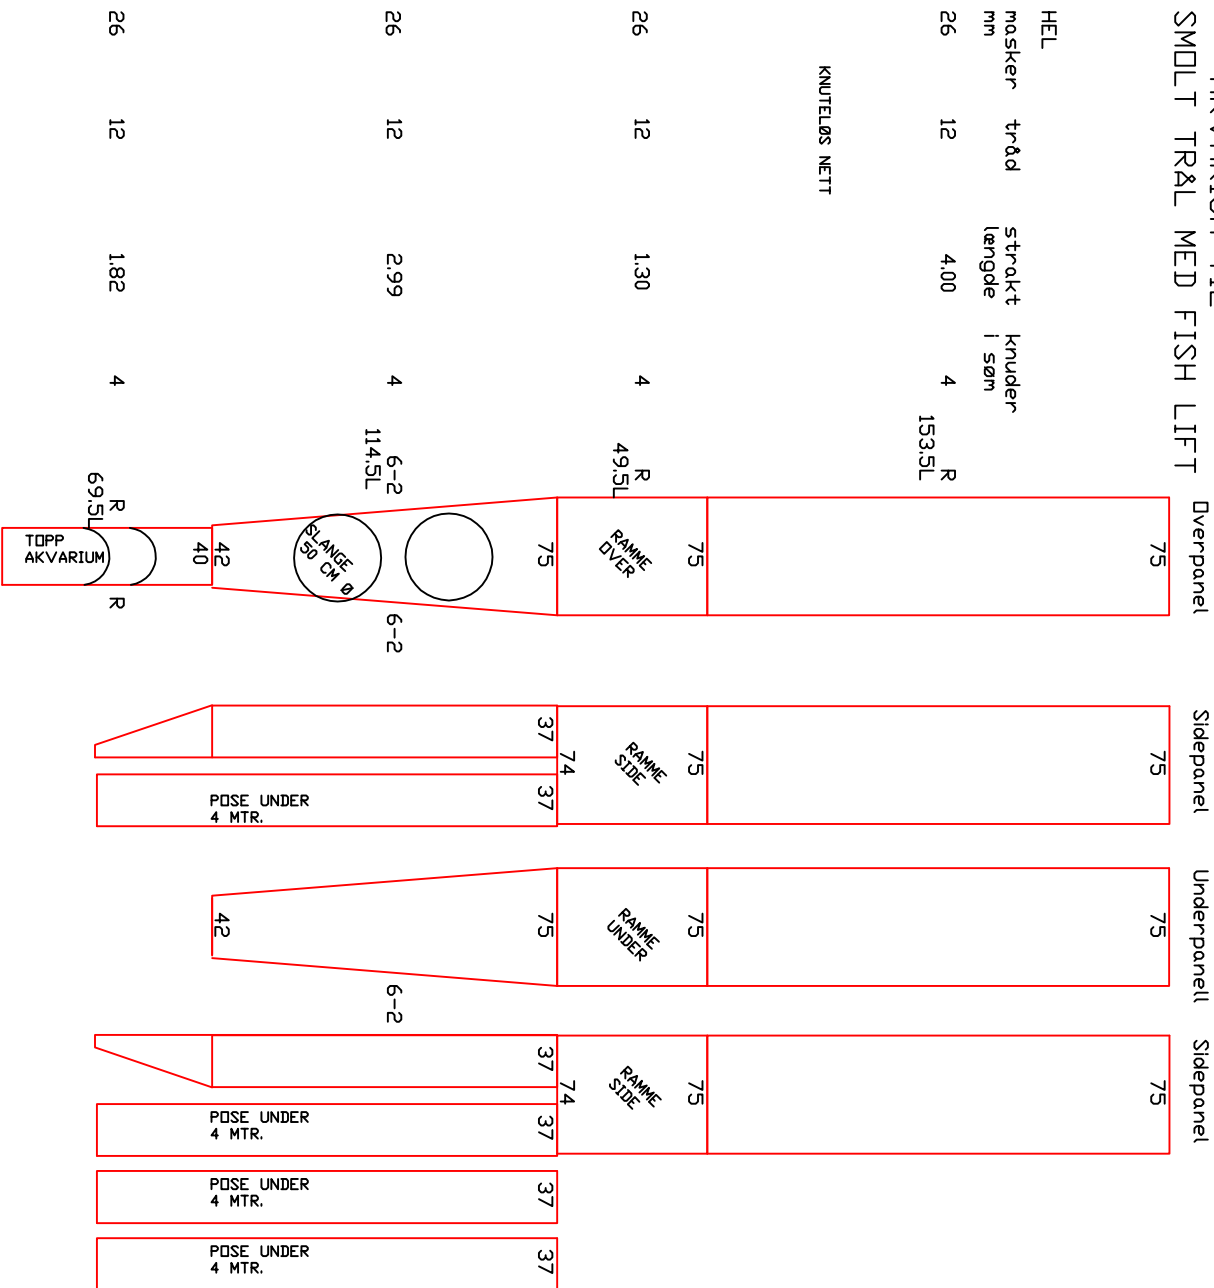 SMOLT TRÅL MED FISH LIFT
HEL
masker tråd strakt knuder
mm længde i søm
Overpanel Sidepanel Underpanell Sidepanel
75 75 75 75
26 12 4.00 4 R
153.5L
KNUTELØS NETT
75 75 75 75
26 12 1.30 4 R
49.5L
RAMME
OVER
RAMME
SIDE
RAMME
UNDER
RAMME
SIDE
74 74
75 37 37 75 37 37 37 37
26 12 2.99 4 6-2 6-2 6-2
114.5L
SLANGE
50 CM Ø
42 42
40
POSE UNDER
4 MTR.
POSE UNDER
4 MTR.
POSE UNDER
4 MTR.
POSE UNDER
4 MTR.
26 12 1.82 4 R R
69.5L
TOPP
AKVARIUM